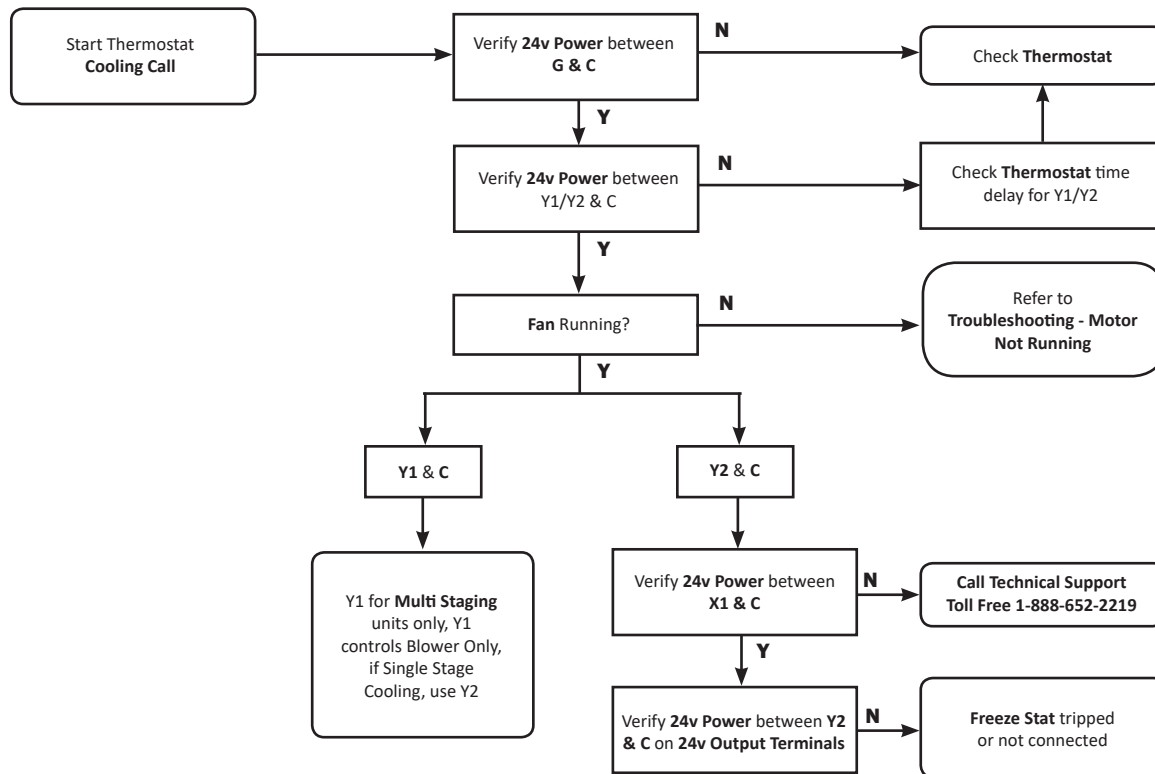 Start Thermostat
Cooling Call
Verify 24v Power between
G & C
N
Check Thermostat
Y
Verify 24v Power between
Y1/Y2 & C
N
Check Thermostat time
delay for Y1/Y2
Y
Fan Running?
N
Refer to
Troubleshooting - Motor
Not Running
Y
Y1 & C
Y2 & C
Y1 for Multi Staging
units only, Y1
controls Blower Only,
if Single Stage
Cooling, use Y2
Verify 24v Power between
X1 & C
N
Call Technical Support
Toll Free 1-888-652-2219
Y
Verify 24v Power between Y2
& C on 24v Output Terminals
N
Freeze Stat tripped
or not connected